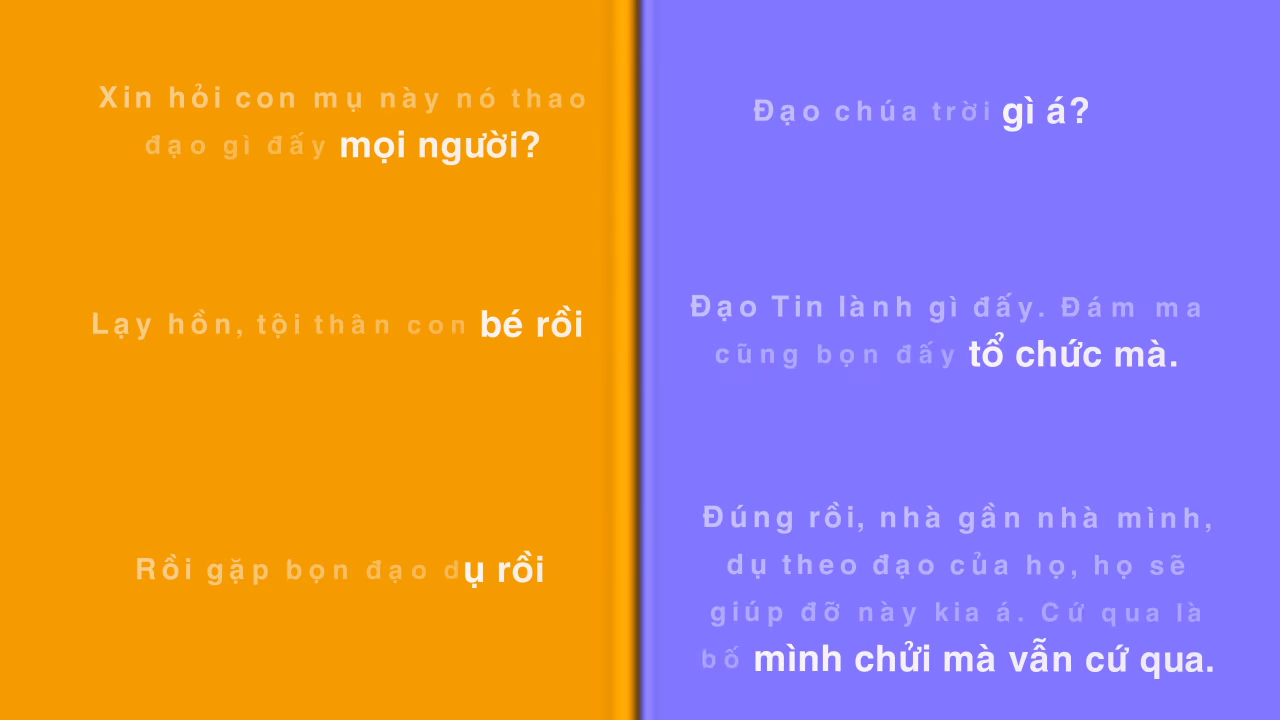 Xin hỏi con mụ này nó thao
đạo gì đấy mọi người?
Lạy hồn, tội thân con bé rồi
Rồi gặp bọn đạo dụ rồi
Đạo chúa trời gì á?
Đạo Tin lành gì đấy. Đám ma
cũng bọn đấy tổ chức mà.
Đúng rồi, nhà gần nhà mình,
dụ theo đạo của họ, họ sẽ
giúp đỡ này kia á. Cứ qua là
bố mình chửi mà vẫn cứ qua.